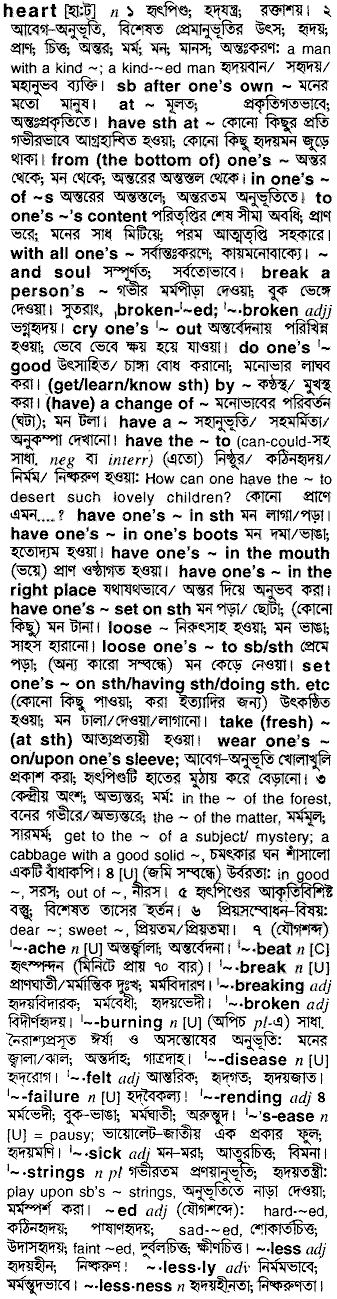 heart [হা:ট্] n ১ হৃৎপিণ্ড; হৃদযন্ত্র; রক্তাশয়। ২
আবেগ-অনুভূতি, বিশেষত প্রেমানুভূতির উৎস; হৃদয়;
প্রাণ; চিত্ত; অন্তর; মর্ম; মন; মানস; অন্তঃকরণ: a man
with a kind ~; a kind-~ed man হৃদয়বান/ সহৃদয়/
মহানুভব ব্যক্তি। sb after one's own ~ মনের
মতো মানুষ। at ~ মূলত; প্রকৃতিগতভাবে;
অন্তঃপ্রকৃতিতে। have sth at ~ কোনো কিছুর প্রতি
গভীরভাবে আগ্রহান্বিত হওয়া; কোনো কিছু হৃদয়মন জুড়ে
থাকা। from (the bottom of) one's ~ অন্তর
থেকে; মন থেকে; অন্তরের অন্তস্তল থেকে। in one's ~
of ~s অন্তরের অন্তস্তলে; অন্তরতম অনুভূতিতে। to
one's ~'s content পরিতৃপ্তির শেষ সীমা অবধি; প্রাণ
ভরে; মনের সাধ মিটিয়ে; পরম আত্মতৃপ্তি সহকারে।
with all one's ~ সর্বান্তঃকরণে; কায়মনোবাক্যে। ~
and soul সম্পূর্ণত; সর্বতোভাবে। break a
person's ~ গভীর মর্মপীড়া দেওয়া; বুক ভেঙ্গে
দেওয়া। সুতরাং, ˌbroken-ˈ~ed; ˈ~·broken adjj
ভগ্নহৃদয়। cry one's ˈ~ out অন্তর্বেদনায় পরিখিন্ন
হওয়া; ভেবে ভেবে ক্ষয় হয়ে যাওয়া। do one's ˈ~
good উৎসাহিত/ চাঙ্গা বোধ করানো; মনোভার লাঘব
করা। (get/learn/know sth) by ~ কণ্ঠস্থ/ মুখস্থ
করা। (have) a change of ~ মনোভাবের পরিবর্তন
(ঘটা); মন টলা। have a ~ সহানুভূতি/ সহমর্মিতা/
অনুকম্পা দেখানো। have the ~ to (can-could-সহ
সাধা. neg বা interr) (এতো) নিষ্ঠুর/ কঠিনহৃদয়/
নির্মম/ নিষ্করুণ হওয়া: How can one have the ~ to
desert such lovely children? কোনো প্রাণে
এমন....? have one's ~ in sth মন লাগা/পড়া।
have one's ~ in one's boots মন দমা/ভাঙা;
হতোদ্যম হওয়া। have one's ~ in the mouth
(ভয়ে) প্রাণ ওষ্ঠাগত হওয়া। have one's ~ in the
right place যথাযথভাবে/ অন্তর দিয়ে অনুভব করা।
have one's ~ set on sth মন পড়া/ ছোটা; (কোনো
কিছু) মন টানা। loose ~ নিরুৎসাহ হওয়া; মন ভাঙা;
সাহস হারানো। loose one's ~ to sb/sth প্রেমে
পড়া; (অন্য কারো সম্বন্ধে) মন কেড়ে নেওয়া। set
one's ~ on sth/having sth/doing sth. etc
(কোনো কিছু পাওয়া, করা ইত্যাদির জন্য) উৎকণ্ঠিত
হওয়া; মন ঢালা/দেওয়া/লাগানো। take (fresh) ~
(at sth) আত্যপ্রত্যয়ী হওয়া। wear one's ~
on/upon one's sleeve; আবেগ-অনুভূতি খোলাখুলি
প্রকাশ করা; হৃৎপিণ্ডটি হাতের মুঠায় করে বেড়ানো। ৩
কেন্দ্রীয় অংশ; অভ্যন্তর; মর্ম: in the ~ of the forest,
বনের গভীরে/অভ্যন্তরে; the ~ of the matter, মর্মমূল;
সারমর্ম; get to the ~ of a subject/ mystery; a
cabbage with a good solid ~, চমৎকার ঘন শাঁসালো
একটি বাঁধাকপি। ৪ [U] (জমি সম্বন্ধে) উর্বরতা: in good
~, সরস; out of ~, নীরস। ৫ হৃৎপিণ্ডের আকৃতিবিশিষ্ট
বস্তু; বিশেষত তাসের হর্তন। ৬ প্রিয়সম্বোধন-বিষয়:
dear ~; sweet ~, প্রিয়তম/প্রিয়তমা। ৭ (যৌগশব্দ)
ˈ~·ache n [U] অন্তর্জ্বালা; অন্তর্বেদনা। ˈ~·beat n [C]
হৃৎস্পন্দন (মিনিটে প্রায় ৭০ বার)। ˈ~·break n [U]
প্রাণঘাতী/মর্মান্তিক দুঃখ; মর্মবিদারণ। ˈ~·breaking adj
হৃদয়বিদারক; মর্মবেধী; হৃদয়ভেদী। ˈ~·broken adj
বিদীর্ণহৃদয়। ˈ~-burning n [U] (অপিচ pl-এ) সাধা.
নৈরাশ্যপ্রসূত ঈর্ষা ও অসন্তোষের অনুভূতি: মনের
জ্বালা/ঝাল; অন্তর্দাহ; গাত্রদাহ। ˈ~-disease n [U]
হৃদরোগ। ˈ~-felt adj আন্তরিক, হৃদ্গত; হৃদয়জাত।
ˈ~-failure n [U] হৃদ্বৈকল্য! ˈ~-rending adj ৪
মর্মভেদী; বুক-ভাঙা; মর্মঘাতী; অরুন্তুদ। ˈ~'s-ease n
[U] = pausy; ভায়োলেট-জাতীয় এক প্রকার ফুল;
হৃদয়মণি। ˈ~·sick adj মন-মরা; আতুরচিত্ত; বিমনা।
ˈ~·strings n pl গভীরতম প্রণয়ানুভূতি; হৃদয়তন্ত্রী:
play upon sb's ~ strings, অনুভূতিতে নাড়া দেওয়া;
মর্মস্পর্শ করা। ~·ed adj (যৌগশব্দে): hard-~ed,
কঠিনহৃদয়; পাষাণহৃদয়; sad-~ed, শোকার্তচিত্ত;
উদাসহৃদয়; faint ~ed, দুর্বলচিত্ত; ক্ষীণচিত্ত। ~·less adj
হৃদয়হীন; নিষ্করুণ! ~·less·ly adv নির্মমভাবে;
মর্মন্তুদভাবে। ~·less·ness n হৃদয়হীনতা; নিষ্করুণতা।